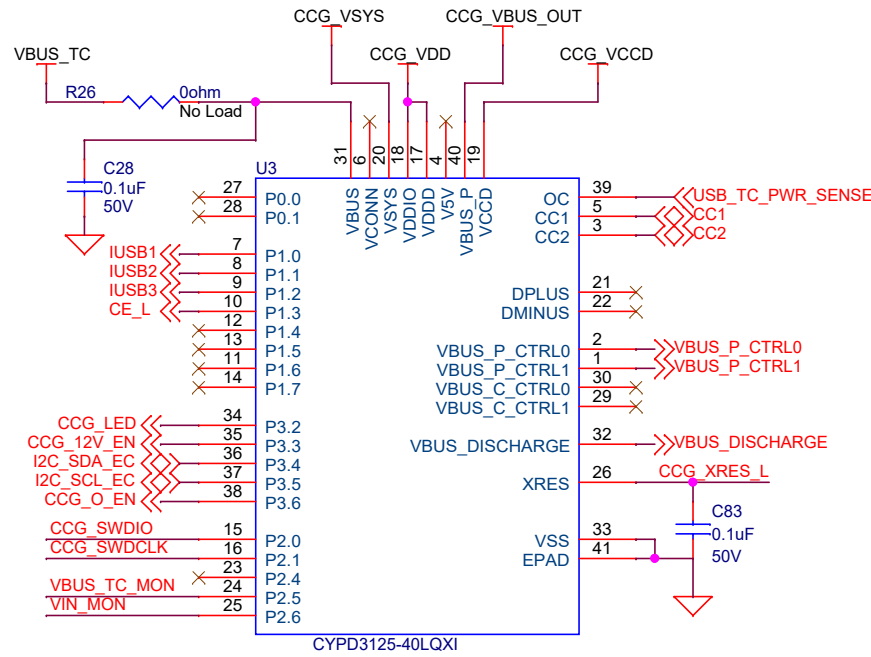 CCG_VSYS CCG_VBUS_OUT
VBUS_TC CCG_VDD CCG_VCCD
R26 0ohm
No Load
C28
0.1uF
50V
U3
31 6 20 18 17 4 40 19
VBUS VCONN VSYS VDDIO VDDD V5V VBUS_P VCCD
27 P0.0
28 P0.1
IUSB1 7 P1.0
IUSB2 8 P1.1
IUSB3 9 P1.2
CE_L 10 P1.3
12 P1.4
13 P1.5
11 P1.6
14 P1.7
CCG_LED 34 P3.2
CCG_12V_EN 35 P3.3
I2C_SDA_EC 36 P3.4
I2C_SCL_EC 37 P3.5
CCG_O_EN 38 P3.6
CCG_SWDIO 15 P2.0
CCG_SWDCLK 16 P2.1
23 P2.4
VBUS_TC_MON 24 P2.5
VIN_MON 25 P2.6
OC 39 USB_TC_PWR_SENSE
CC1 5 CC1
CC2 3 CC2
DPLUS 21
DMINUS 22
VBUS_P_CTRL0 2 VBUS_P_CTRL0
VBUS_P_CTRL1 1 VBUS_P_CTRL1
VBUS_C_CTRL0 30
VBUS_C_CTRL1 29
VBUS_DISCHARGE 32 VBUS_DISCHARGE
XRES 26 CCG_XRES_L
C83
0.1uF
50V
VSS 33
EPAD 41
CYPD3125-40LQXI